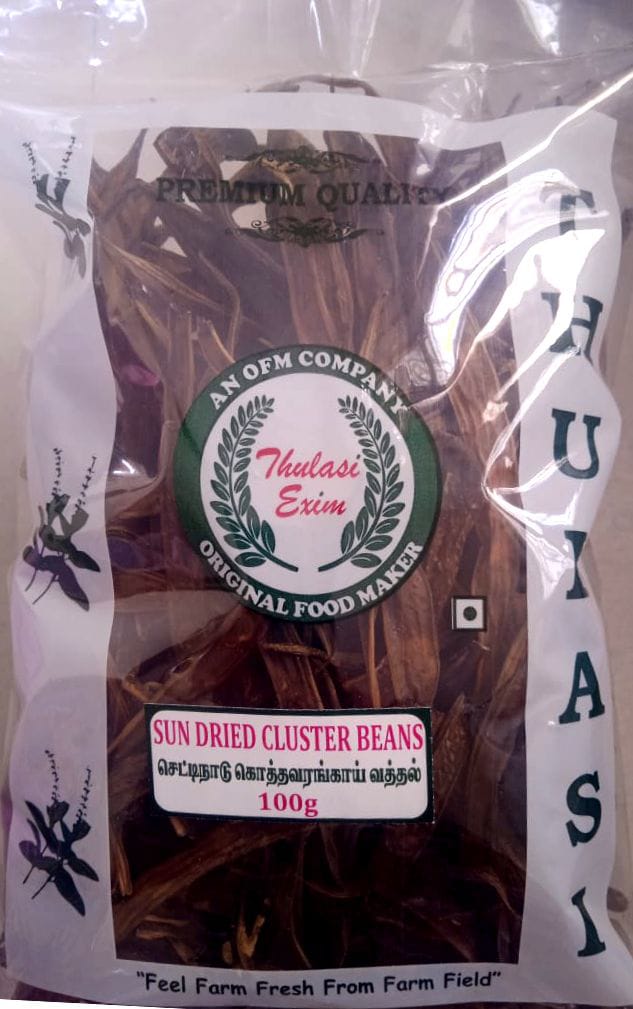 PREMIUM QUALITY
AN OFM COMPANY
Thulasi
Exim
ORIGINAL FOOD MAKER
SUN DRIED CLUSTER BEANS
செட்டிநாடு கொத்தவரங்காய் வத்தல்
100g
THULASI
"Feel Farm Fresh From Farm Field"